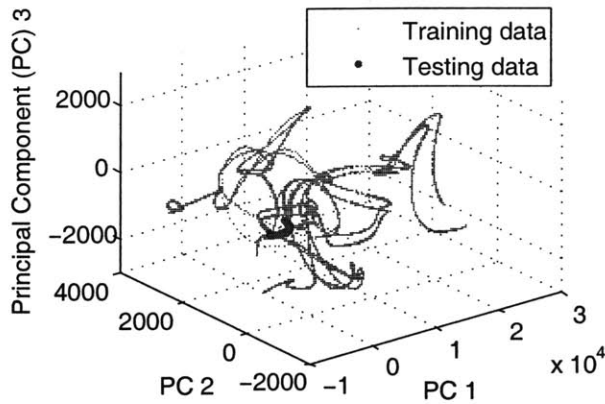 Training data
Testing data
Principal Component (PC) 3
2000
0
−2000
4000
2000
0
−2000
PC 2
−1
0
1
2
3
x 10^4
PC 1